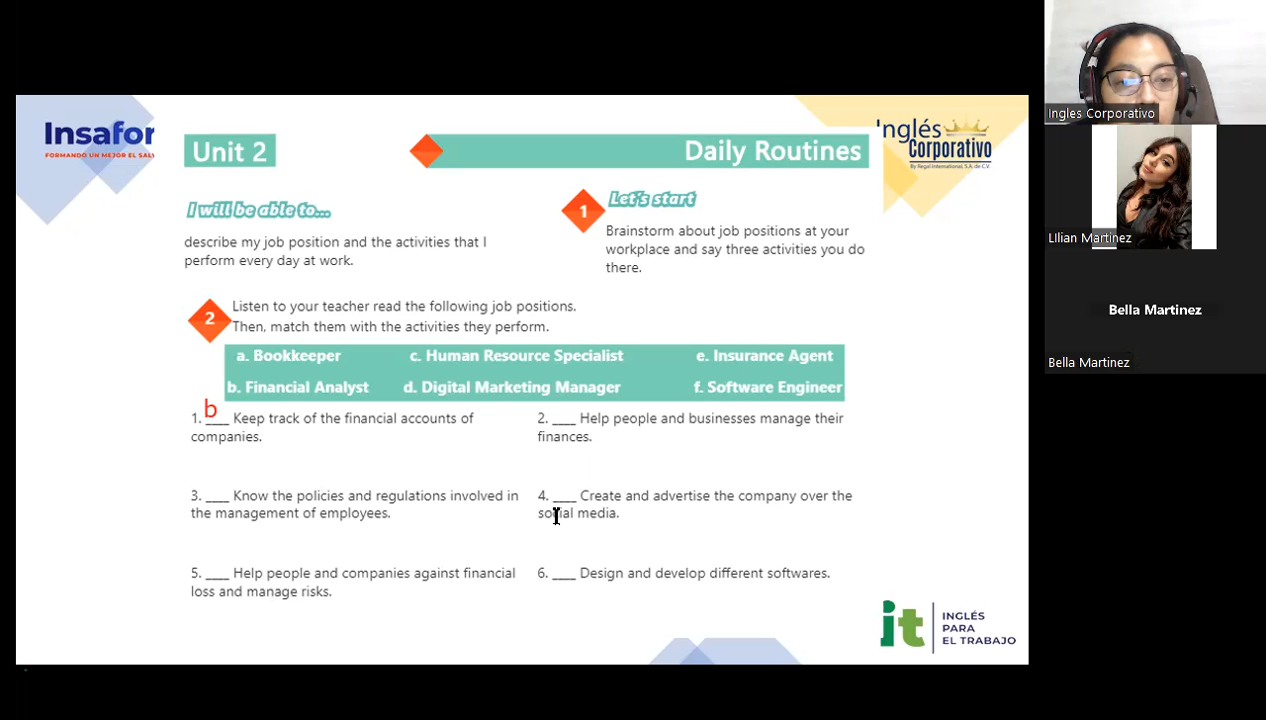 Insafor
FORMANDO UN MEJOR EL SALV
Unit 2
Daily Routines
Inglés
Corporativo
By Regal International, S.A. de C.V.
I will be able to...
describe my job position and the activities that I
perform every day at work.
1
Let's start
Brainstorm about job positions at your
workplace and say three activities you do
there.
2
Listen to your teacher read the following job positions.
Then, match them with the activities they perform.
a. Bookkeeper c. Human Resource Specialist e. Insurance Agent
b. Financial Analyst d. Digital Marketing Manager f. Software Engineer
b
1. ____ Keep track of the financial accounts of
companies.
2. ____ Help people and businesses manage their
finances.
3. ____ Know the policies and regulations involved in
the management of employees.
4. ____ Create and advertise the company over the
social media.
5. ____ Help people and companies against financial
loss and manage risks.
6. ____ Design and develop different softwares.
it
INGLÉS
PARA
EL TRABAJO
Ingles Corporativo
LIlian Martinez
Bella Martinez
Bella Martinez